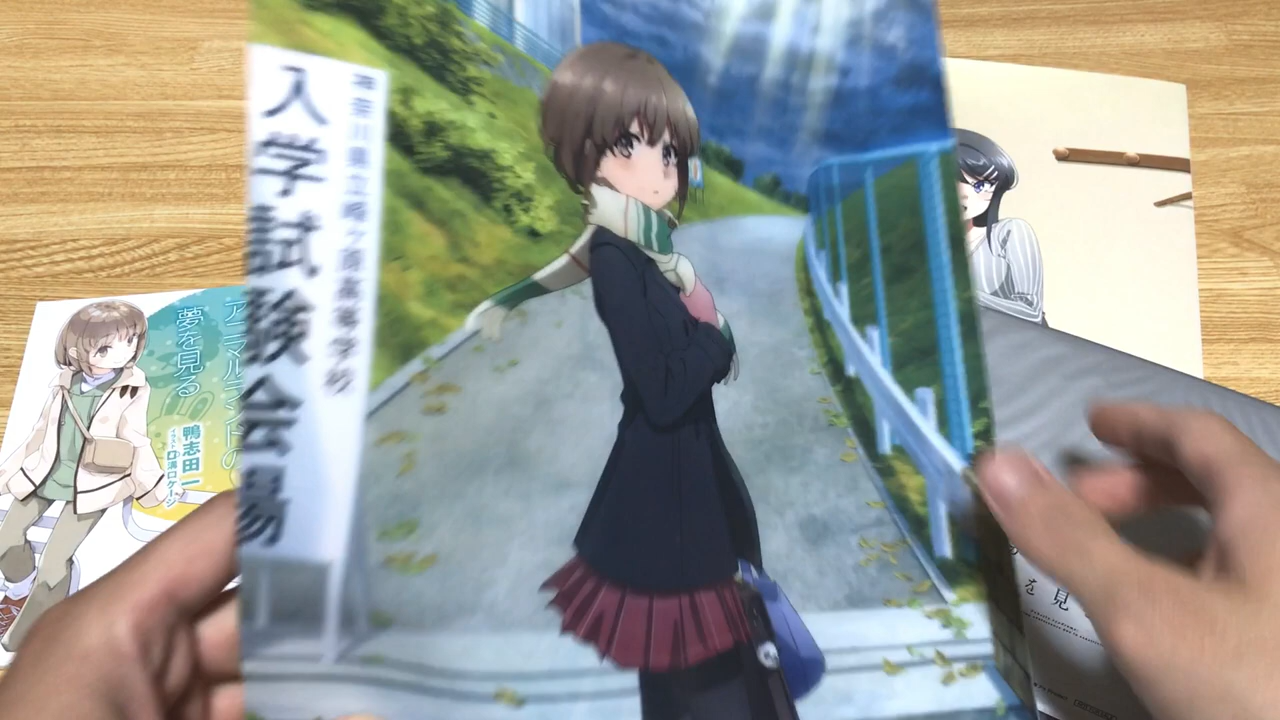 神奈川県立峰ヶ原高等学校
入学試験会場
アニマルランドの
夢を見る
鴨志田 一
イラスト●溝口ケージ
を見